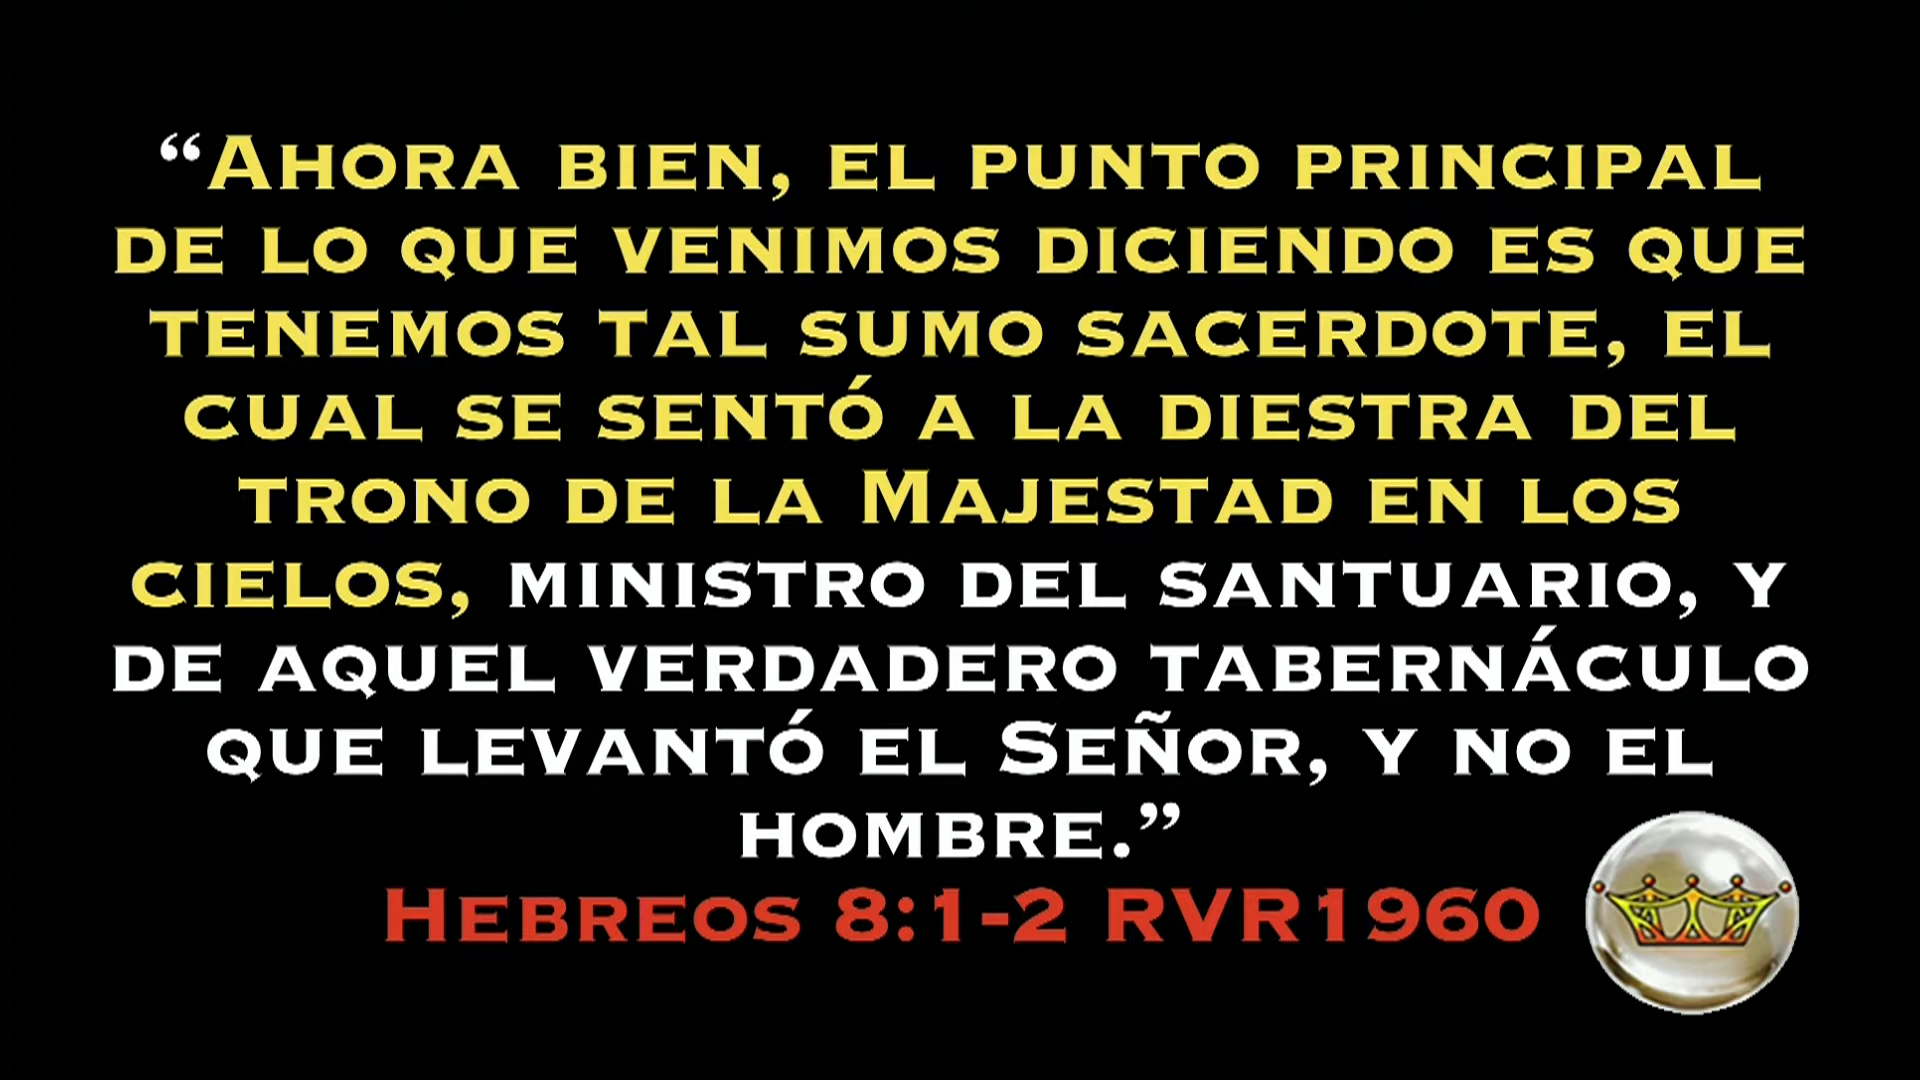 “Ahora bien, el punto principal
de lo que venimos diciendo es que
tenemos tal sumo sacerdote, el
cual se sentó a la diestra del
trono de la Majestad en los
cielos, ministro del santuario, y
de aquel verdadero tabernáculo
que levantó el Señor, y no el
hombre.”
Hebreos 8:1-2 RVR1960